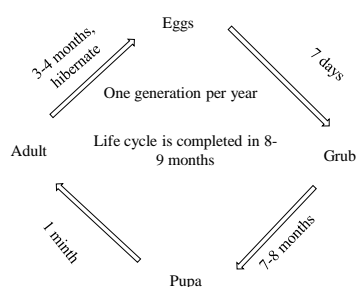 Eggs
3-4 months,
hibernate
7 days
One generation per year
Life cycle is completed in 8-
9 months
Adult
Grub
1 minth
7-8 months
Pupa